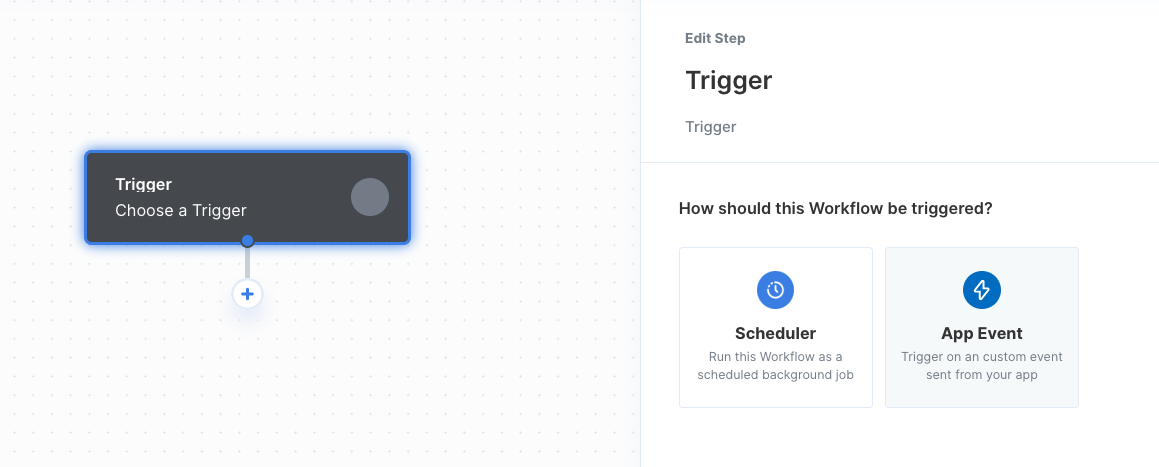 Trigger
Choose a Trigger
Edit Step
Trigger
Trigger
How should this Workflow be triggered?
Scheduler
Run this Workflow as a
scheduled background job
App Event
Trigger on an custom event
sent from your app